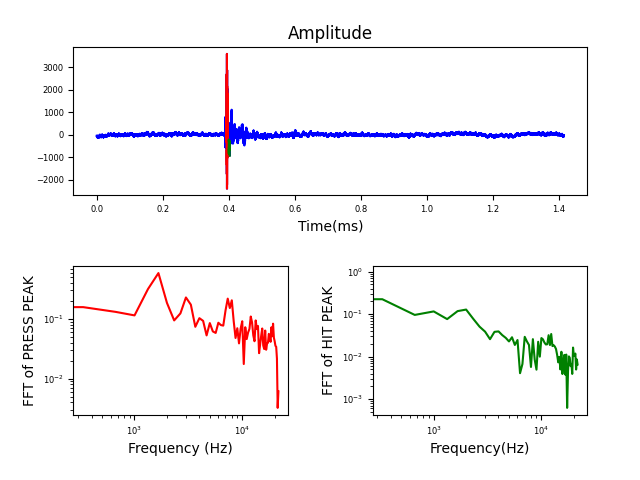 Amplitude
3000
2000
1000
0
−1000
−2000
0.0 0.2 0.4 0.6 0.8 1.0 1.2 1.4
Time(ms)
FFT of PRESS PEAK
10⁻¹
10⁻²
10³ 10⁴
Frequency (Hz)
FFT of HIT PEAK
10⁰
10⁻¹
10⁻²
10⁻³
10³ 10⁴
Frequency(Hz)